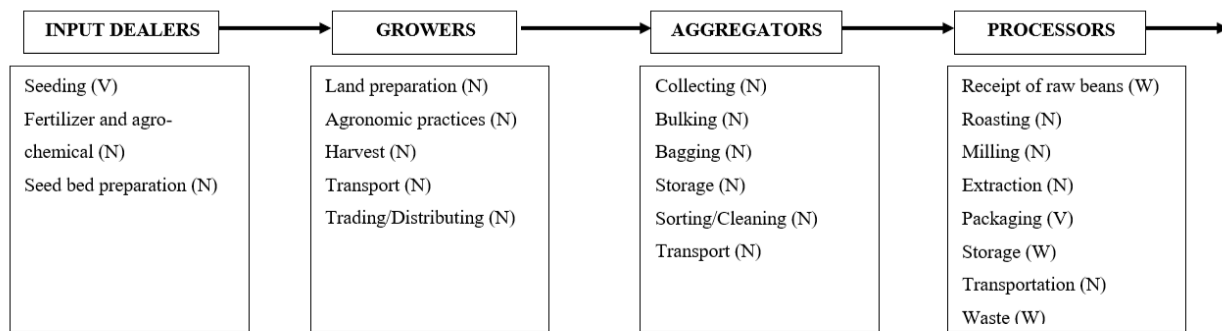 INPUT DEALERS
GROWERS
AGGREGATORS
PROCESSORS
Seeding (V)
Fertilizer and agro-
chemical (N)
Seed bed preparation (N)
Land preparation (N)
Agronomic practices (N)
Harvest (N)
Transport (N)
Trading/Distributing (N)
Collecting (N)
Bulking (N)
Bagging (N)
Storage (N)
Sorting/Cleaning (N)
Transport (N)
Receipt of raw beans (W)
Roasting (N)
Milling (N)
Extraction (N)
Packaging (V)
Storage (W)
Transportation (N)
Waste (W)